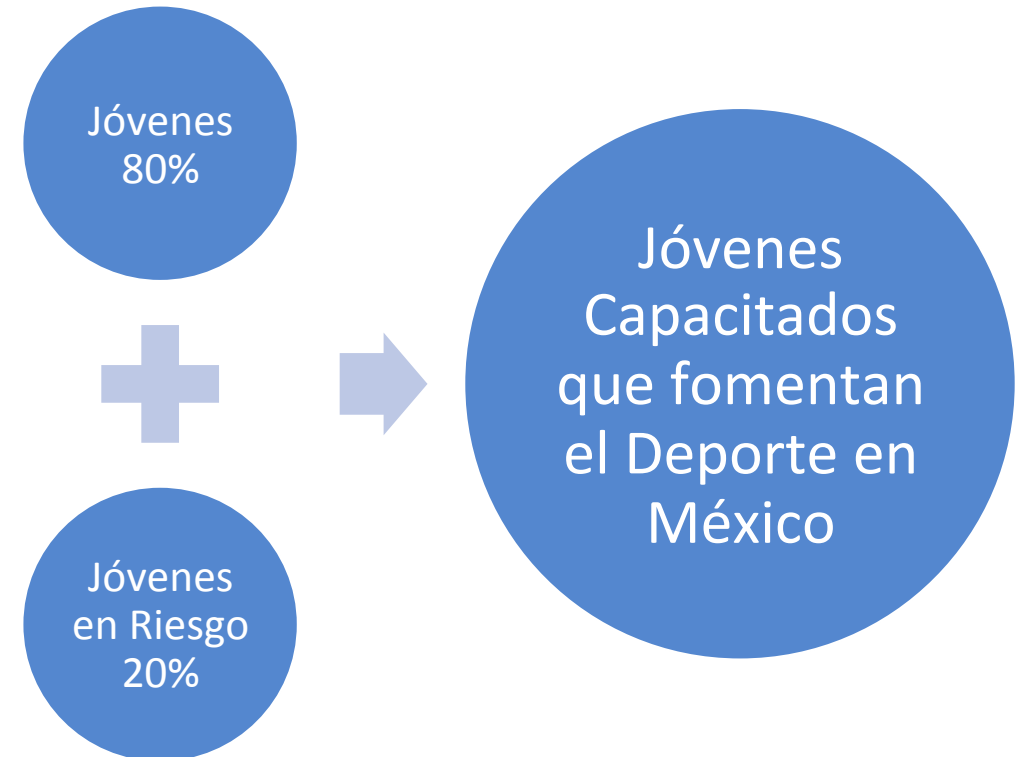 Jóvenes
80%
Jóvenes
en Riesgo
20%
Jóvenes
Capacitados
que fomentan
el Deporte en
México